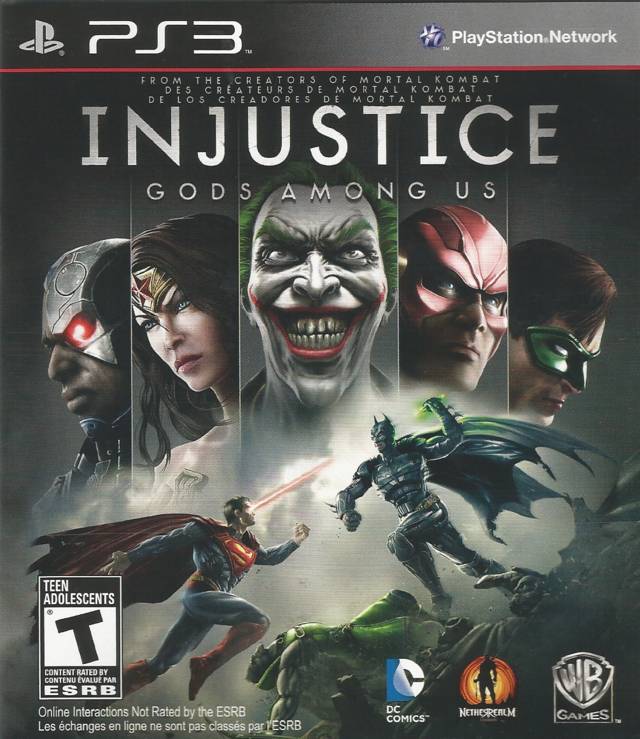 PS3
PlayStation®Network
FROM THE CREATORS OF MORTAL KOMBAT
DES CRÉATEURS DE MORTAL KOMBAT
DE LOS CREADORES DE MORTAL KOMBAT
INJUSTICE
GODS AMONG US
TEEN
ADOLESCENTS
T
CONTENT RATED BY
CONTENU ÉVALUÉ PAR
ESRB
DC
COMICS™
NETHERREALM
WB
GAMES
Online Interactions Not Rated by the ESRB
Les échanges en ligne ne sont pas classés par l'ESRB